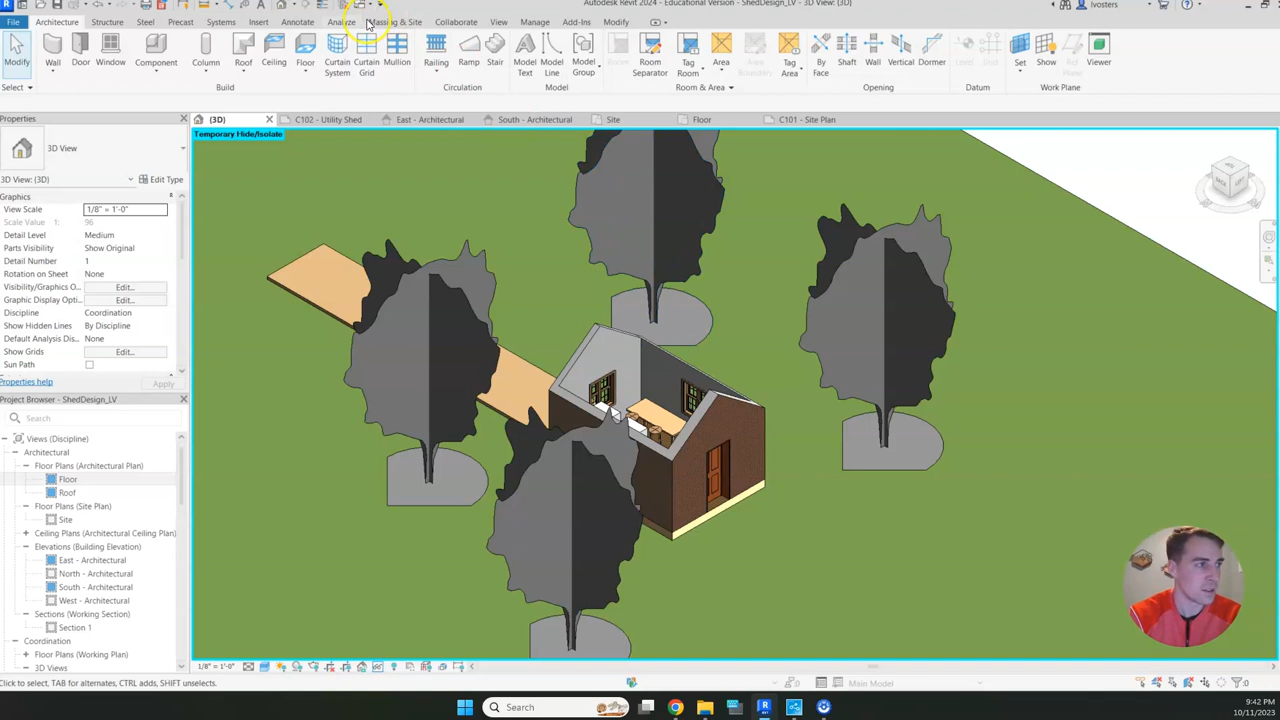 Autodesk Revit 2024 - Educational Version - ShedDesign_LV - 3D View: {3D}
lvosters
File Architecture Structure Steel Precast Systems Insert Annotate Analyze Massing & Site Collaborate View Manage Add-Ins Modify
Modify Wall Door Window Component Column Roof Ceiling Floor Curtain System Curtain Grid Mullion Railing Ramp Stair Model Text Model Line Model Group Room Room Separator Tag Room Area Area Boundary Tag Area By Face Shaft Wall Vertical Dormer Level Grid Set Show Ref Plane Viewer
Select Build Circulation Model Room & Area Opening Datum Work Plane
Properties
{3D} C102 - Utility Shed East - Architectural South - Architectural Site Floor C101 - Site Plan
Temporary Hide/Isolate
3D View
3D View: {3D} Edit Type
Graphics
View Scale 1/8" = 1'-0"
Scale Value 1: 96
Detail Level Medium
Parts Visibility Show Original
Detail Number 1
Rotation on Sheet None
Visibility/Graphics O... Edit...
Graphic Display Opti... Edit...
Discipline Coordination
Show Hidden Lines By Discipline
Default Analysis Dis... None
Show Grids Edit...
Sun Path
Properties help Apply
Project Browser - ShedDesign_LV
Search
Views (Discipline)
Architectural
Floor Plans (Architectural Plan)
Floor
Roof
Floor Plans (Site Plan)
Site
Ceiling Plans (Architectural Ceiling Plan)
Elevations (Building Elevation)
East - Architectural
North - Architectural
South - Architectural
West - Architectural
Sections (Working Section)
Section 1
Coordination
Floor Plans (Working Plan)
3D Views
1/8" = 1'-0"
Click to select, TAB for alternates, CTRL adds, SHIFT unselects.
:0 Main Model :0
Search
9:42 PM
10/11/2023